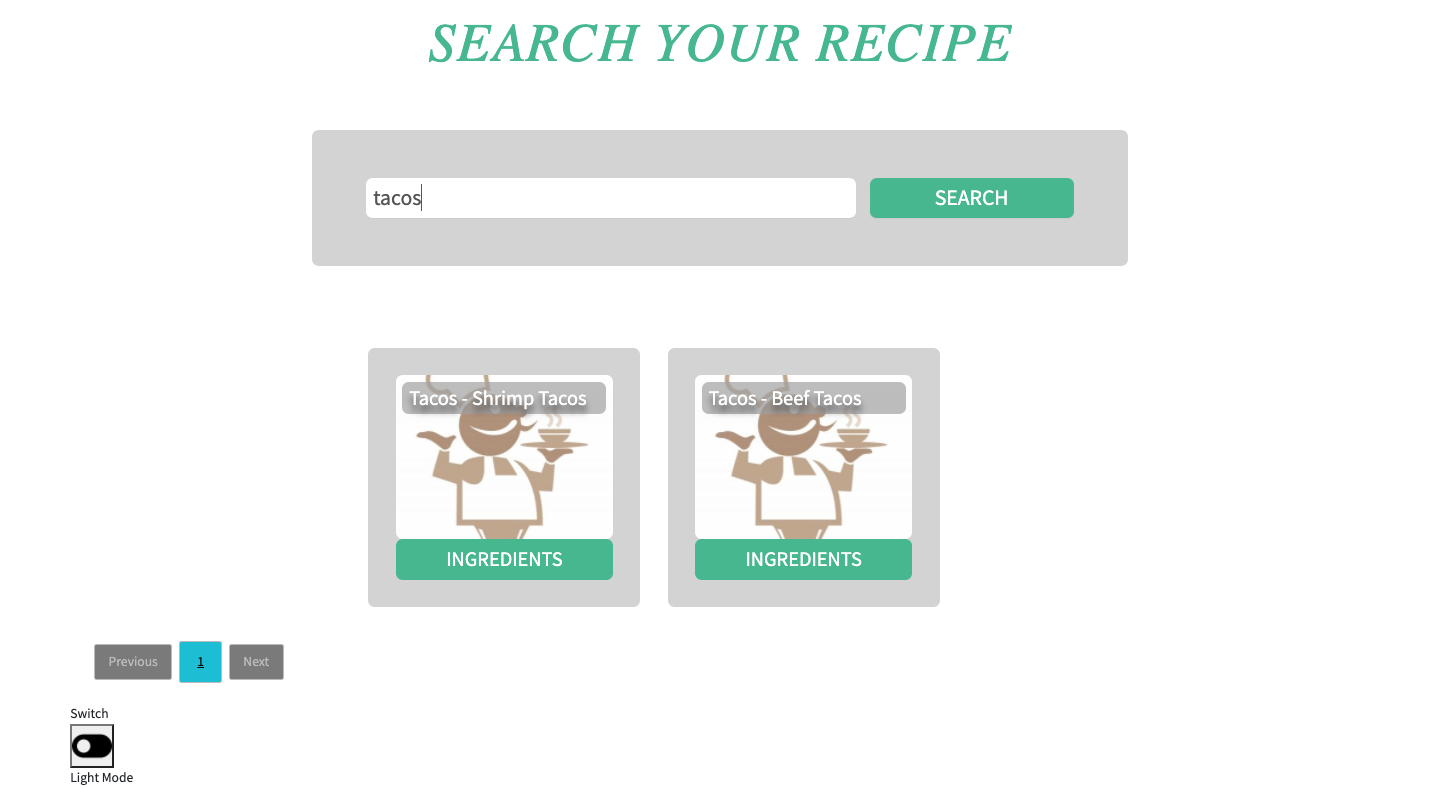 SEARCH YOUR RECIPE
tacos SEARCH
Tacos - Shrimp Tacos
INGREDIENTS
Tacos - Beef Tacos
INGREDIENTS
Previous 1 Next
Switch
Light Mode